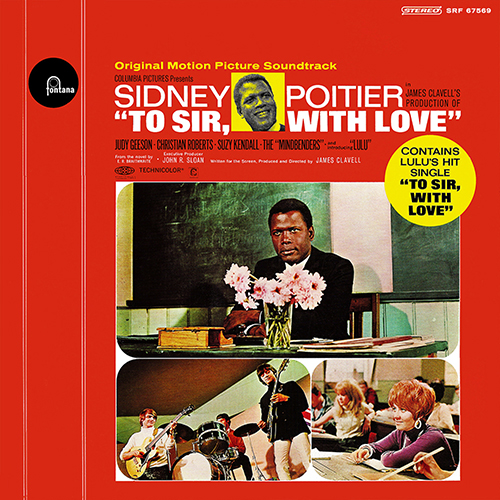 STEREO SRF 67569
fontana
Original Motion Picture Soundtrack
COLUMBIA PICTURES Presents
SIDNEY POITIER
in
JAMES CLAVELL'S
PRODUCTION OF
"TO SIR, WITH LOVE"
JUDY GEESON · CHRISTIAN ROBERTS · SUZY KENDALL · THE "MINDBENDERS" · and introducing "LULU"
From the novel by
E. R. BRAITHWAITE
Executive Producer
JOHN R. SLOAN
Written for the Screen, Produced and Directed by JAMES CLAVELL
TECHNICOLOR®
CONTAINS
LULU'S HIT
SINGLE
"TO SIR,
WITH
LOVE"